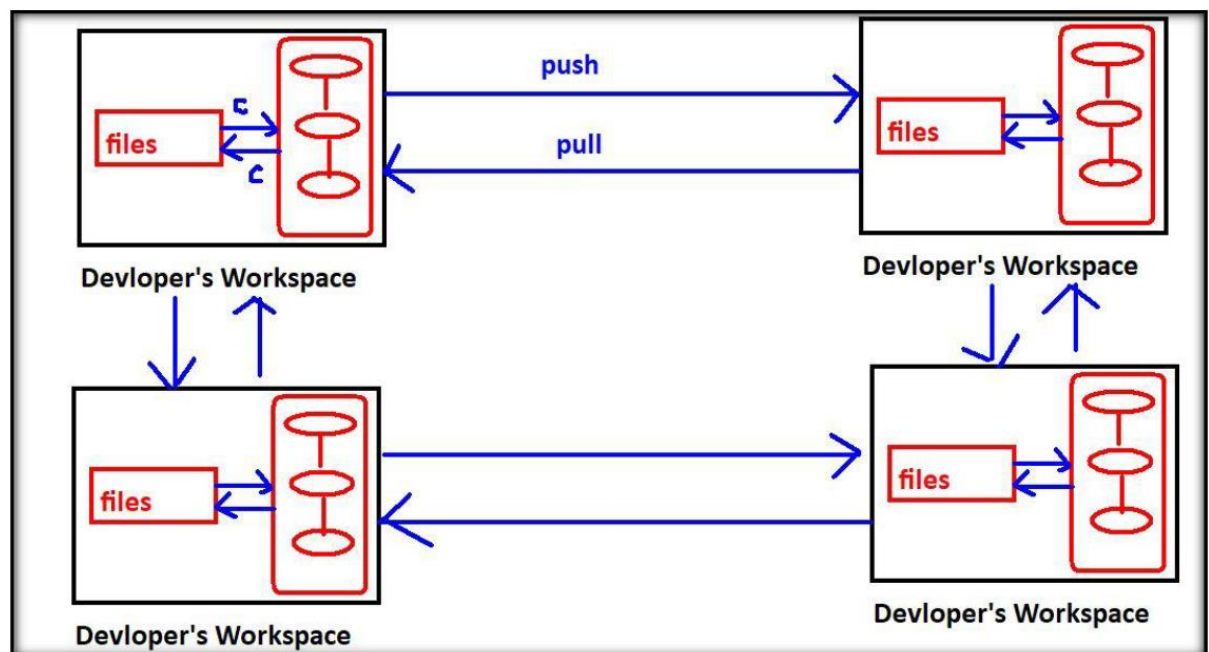 push
c
files
files
c
pull
Devloper's Workspace
Devloper's Workspace
files
files
Devloper's Workspace
Devloper's Workspace